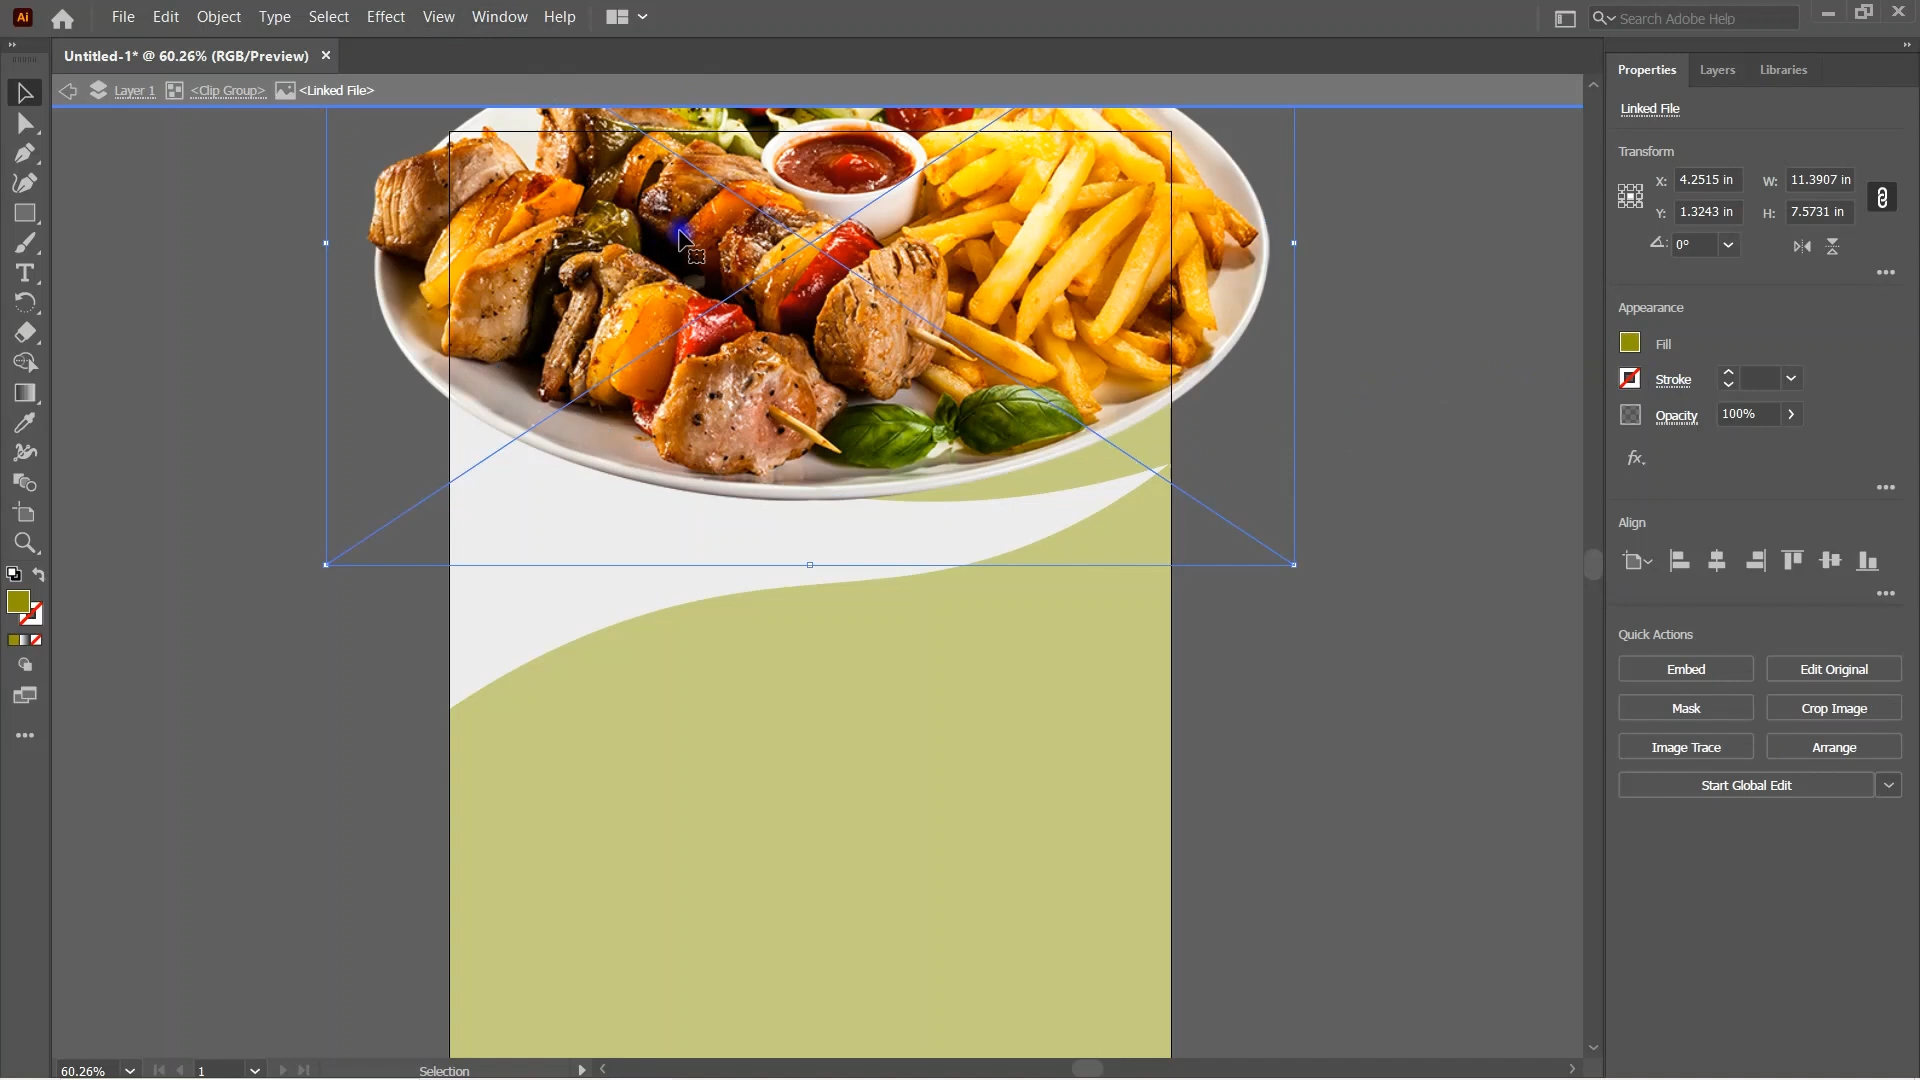 Ai File Edit Object Type Select Effect View Window Help Search Adobe Help
Untitled-1* @ 60.26% (RGB/Preview) ×
Layer 1 <Clip Group> <Linked File>
Properties Layers Libraries
Linked File
Transform
X: 4.2515 in W: 11.3907 in
Y: 1.3243 in H: 7.5731 in
0°
Appearance
Fill
Stroke
Opacity 100%
fx.
Align
Quick Actions
Embed Edit Original
Mask Crop Image
Image Trace Arrange
Start Global Edit
60.26% 1 Selection